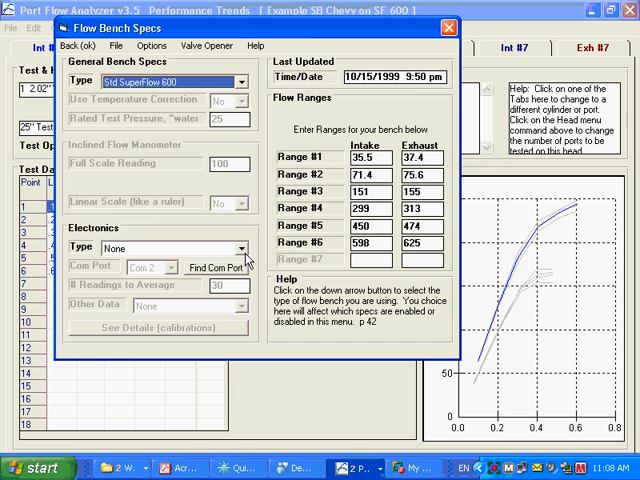 Port Flow Analyzer v3.5   Performance Trends   [ Example SB Chevy on SF 600 ]
File
Int #7
Exh #7
Flow Bench Specs
Back (ok)   File   Options   Valve Opener   Help
General Bench Specs
Type   Std SuperFlow 600
Use Temperature Correction   No
Rated Test Pressure, "water   25
Inclined Flow Manometer
Full Scale Reading   100
Linear Scale (like a ruler)   No
Electronics
Type   None
Com Port   Com 2   Find Com Port
# Readings to Average   30
Other Data   None
See Details (calibrations)
Last Updated
Time/Date   10/15/1999  9:50 pm
Flow Ranges
Enter Ranges for your bench below
Intake   Exhaust
Range #1   35.5   37.4
Range #2   71.4   75.6
Range #3   151   155
Range #4   299   313
Range #5   450   474
Range #6   598   625
Range #7
Help
Click on the down arrow button to select the
type of flow bench you are using.  You choice
here will affect which specs are enabled or
disabled in this menu.  p 42
Help:  Click on one of the
Tabs here to change to a
different cylinder or port.
Click on the Head menu
command above to change
the number of ports to be
tested on this head.
Test &
1  2.02"
25" Test
Test Op
Test Da
Point   L
1
2
3
4
5
6
7
8
9
10
11
12
13
14
15
16
17
18
50
0
0.0   0.2   0.4   0.6   0.8
start
2 W..
Acr...
Qui...
De...
2 P..
My ...
EN
11:08 AM